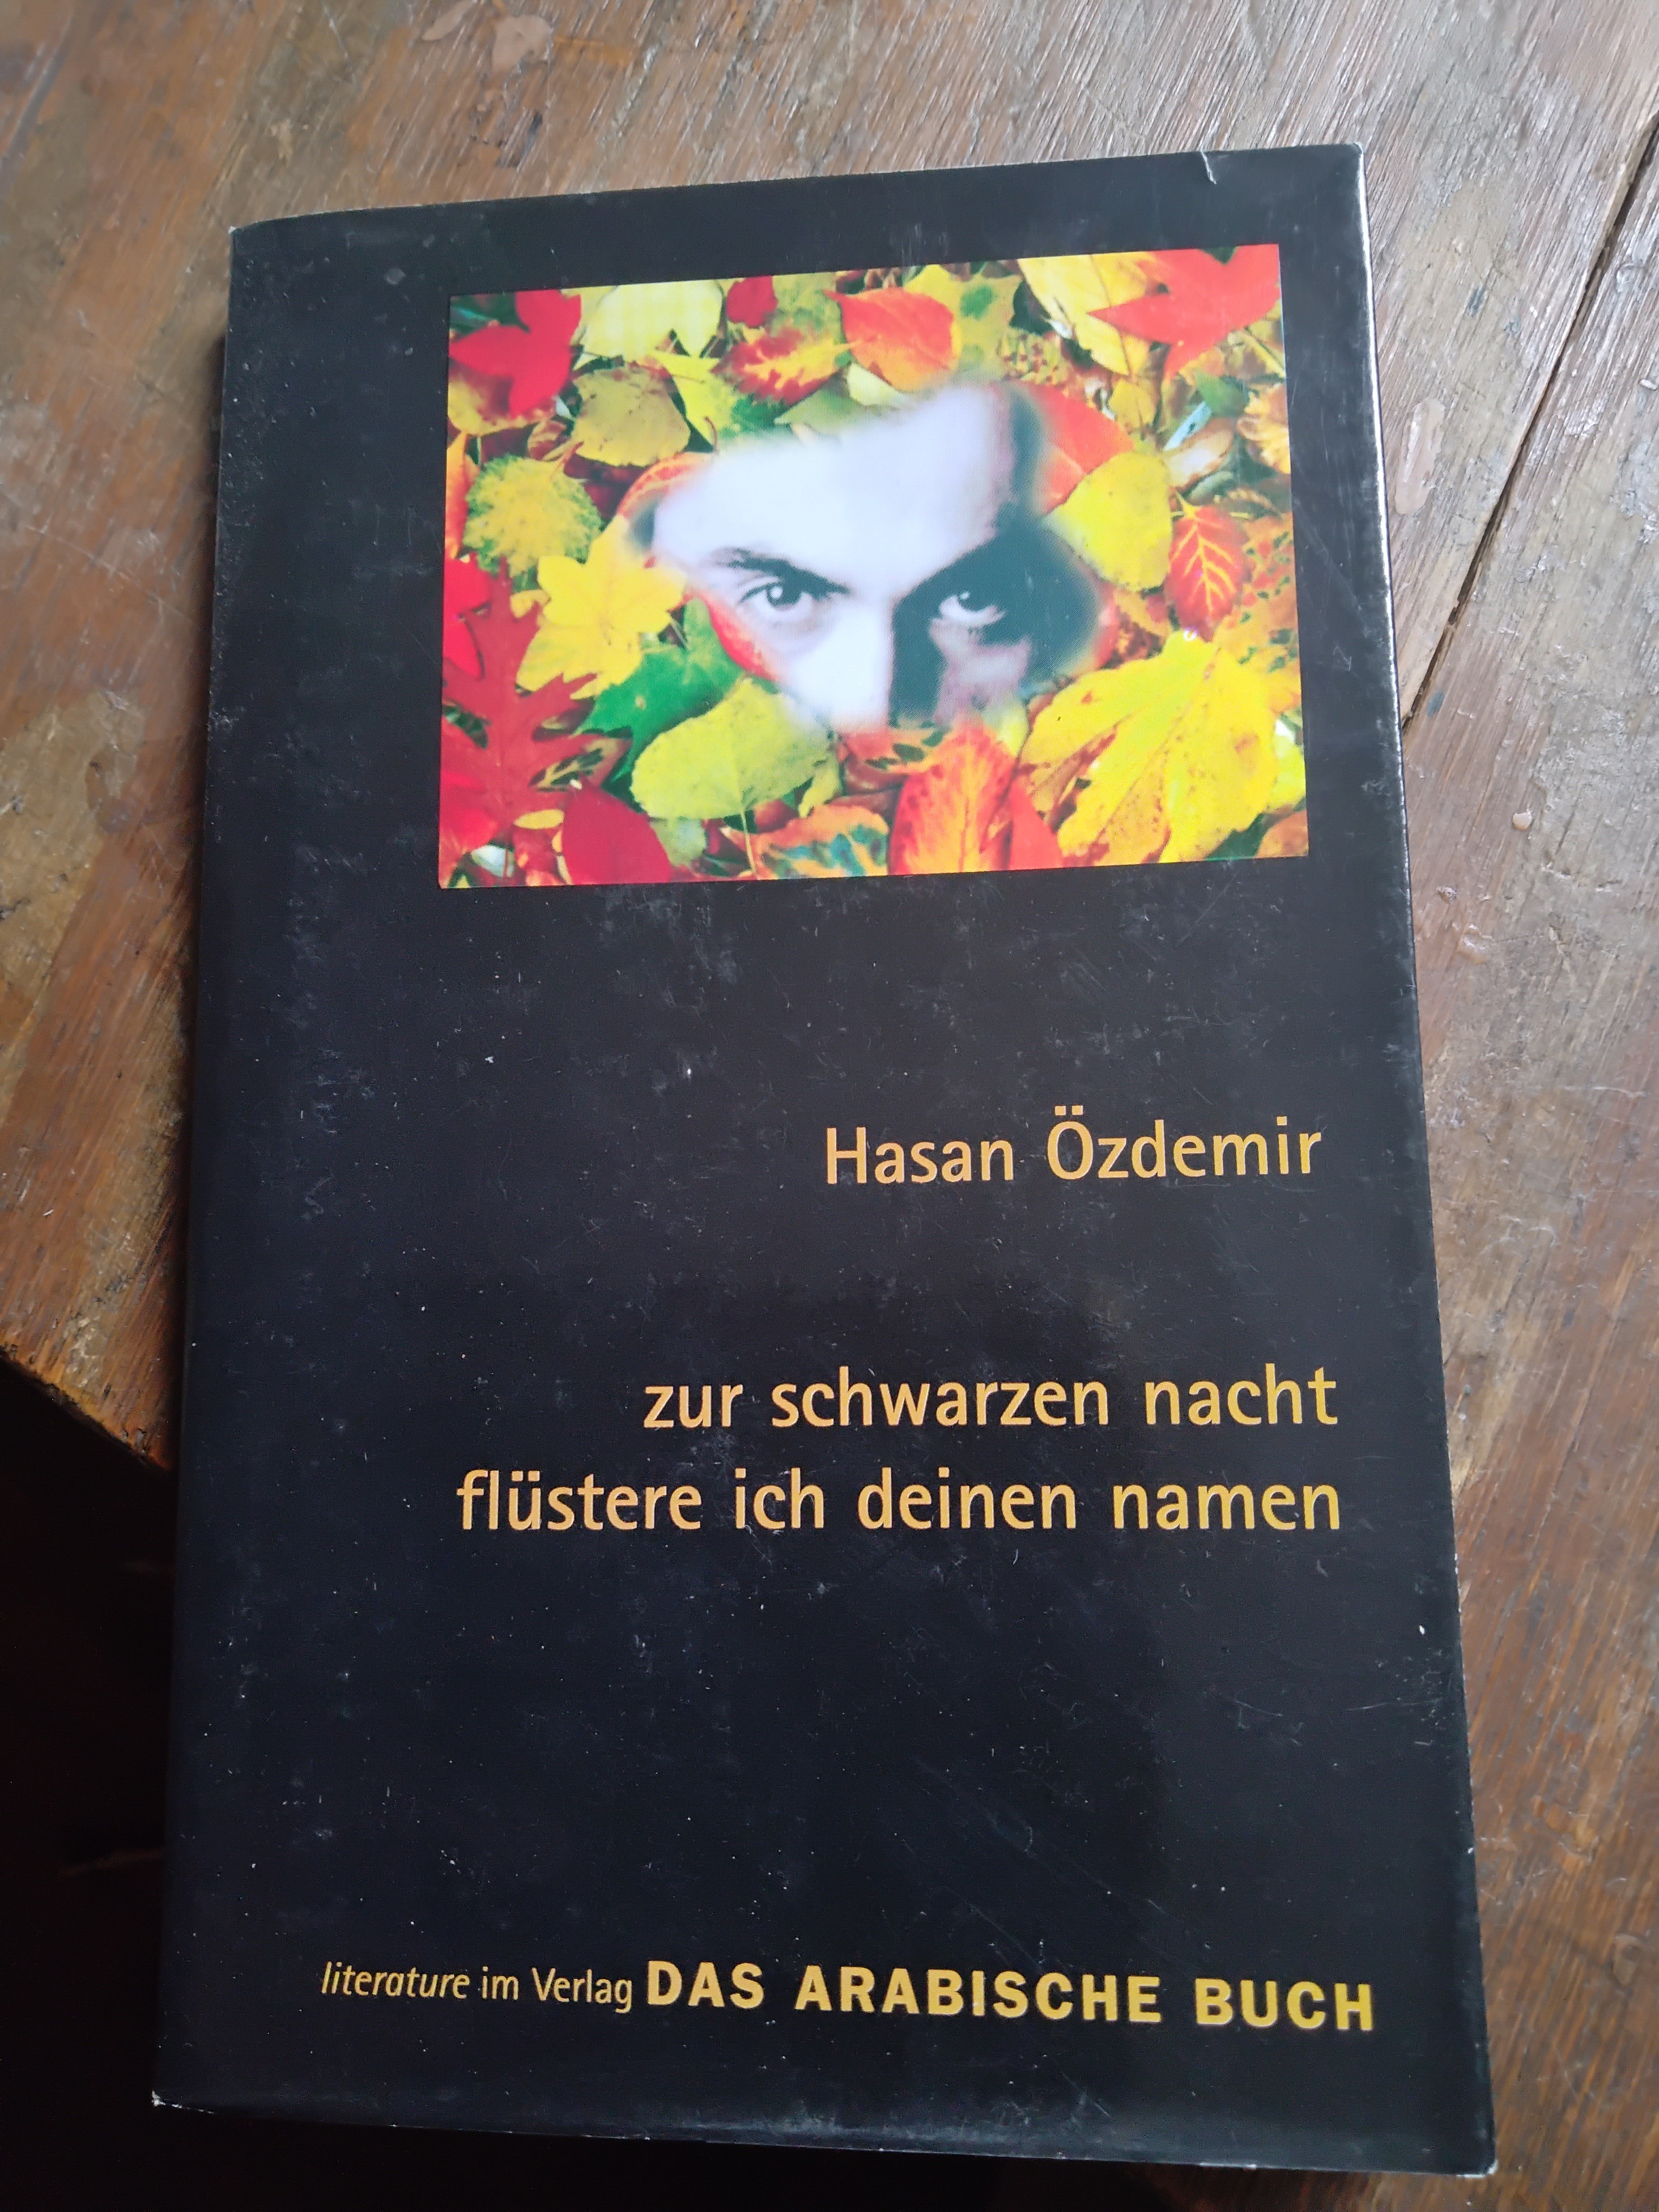 Hasan Özdemir
zur schwarzen nacht
flüstere ich deinen namen
literature im Verlag DAS ARABISCHE BUCH